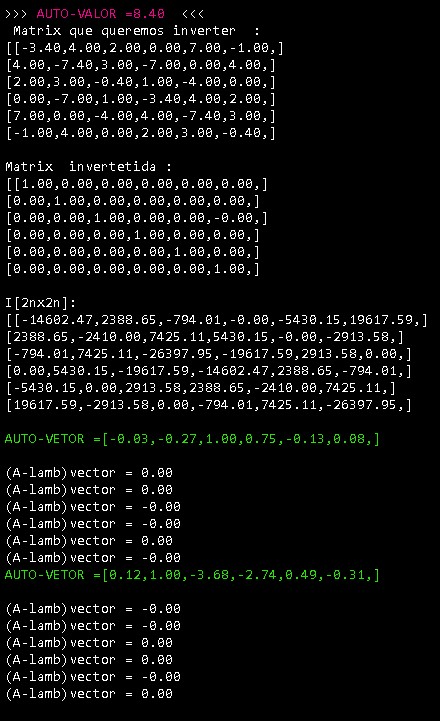 >>> AUTO-VALOR =8.40  <<<
Matrix que queremos inverter  :
[[-3.40,4.00,2.00,0.00,7.00,-1.00,]
[4.00,-7.40,3.00,-7.00,0.00,4.00,]
[2.00,3.00,-0.40,1.00,-4.00,0.00,]
[0.00,-7.00,1.00,-3.40,4.00,2.00,]
[7.00,0.00,-4.00,4.00,-7.40,3.00,]
[-1.00,4.00,0.00,2.00,3.00,-0.40,]
Matrix  invertetida :
[[1.00,0.00,0.00,0.00,0.00,0.00,]
[0.00,1.00,0.00,0.00,0.00,0.00,]
[0.00,0.00,1.00,0.00,0.00,-0.00,]
[0.00,0.00,0.00,1.00,0.00,0.00,]
[0.00,0.00,0.00,0.00,1.00,0.00,]
[0.00,0.00,0.00,0.00,0.00,1.00,]
I[2nx2n]:
[[-14602.47,2388.65,-794.01,-0.00,-5430.15,19617.59,]
[2388.65,-2410.00,7425.11,5430.15,-0.00,-2913.58,]
[-794.01,7425.11,-26397.95,-19617.59,2913.58,0.00,]
[0.00,5430.15,-19617.59,-14602.47,2388.65,-794.01,]
[-5430.15,0.00,2913.58,2388.65,-2410.00,7425.11,]
[19617.59,-2913.58,0.00,-794.01,7425.11,-26397.95,]
AUTO-VETOR =[-0.03,-0.27,1.00,0.75,-0.13,0.08,]
(A-lamb)vector = 0.00
(A-lamb)vector = 0.00
(A-lamb)vector = -0.00
(A-lamb)vector = -0.00
(A-lamb)vector = 0.00
(A-lamb)vector = -0.00
AUTO-VETOR =[0.12,1.00,-3.68,-2.74,0.49,-0.31,]
(A-lamb)vector = -0.00
(A-lamb)vector = -0.00
(A-lamb)vector = 0.00
(A-lamb)vector = 0.00
(A-lamb)vector = -0.00
(A-lamb)vector = 0.00